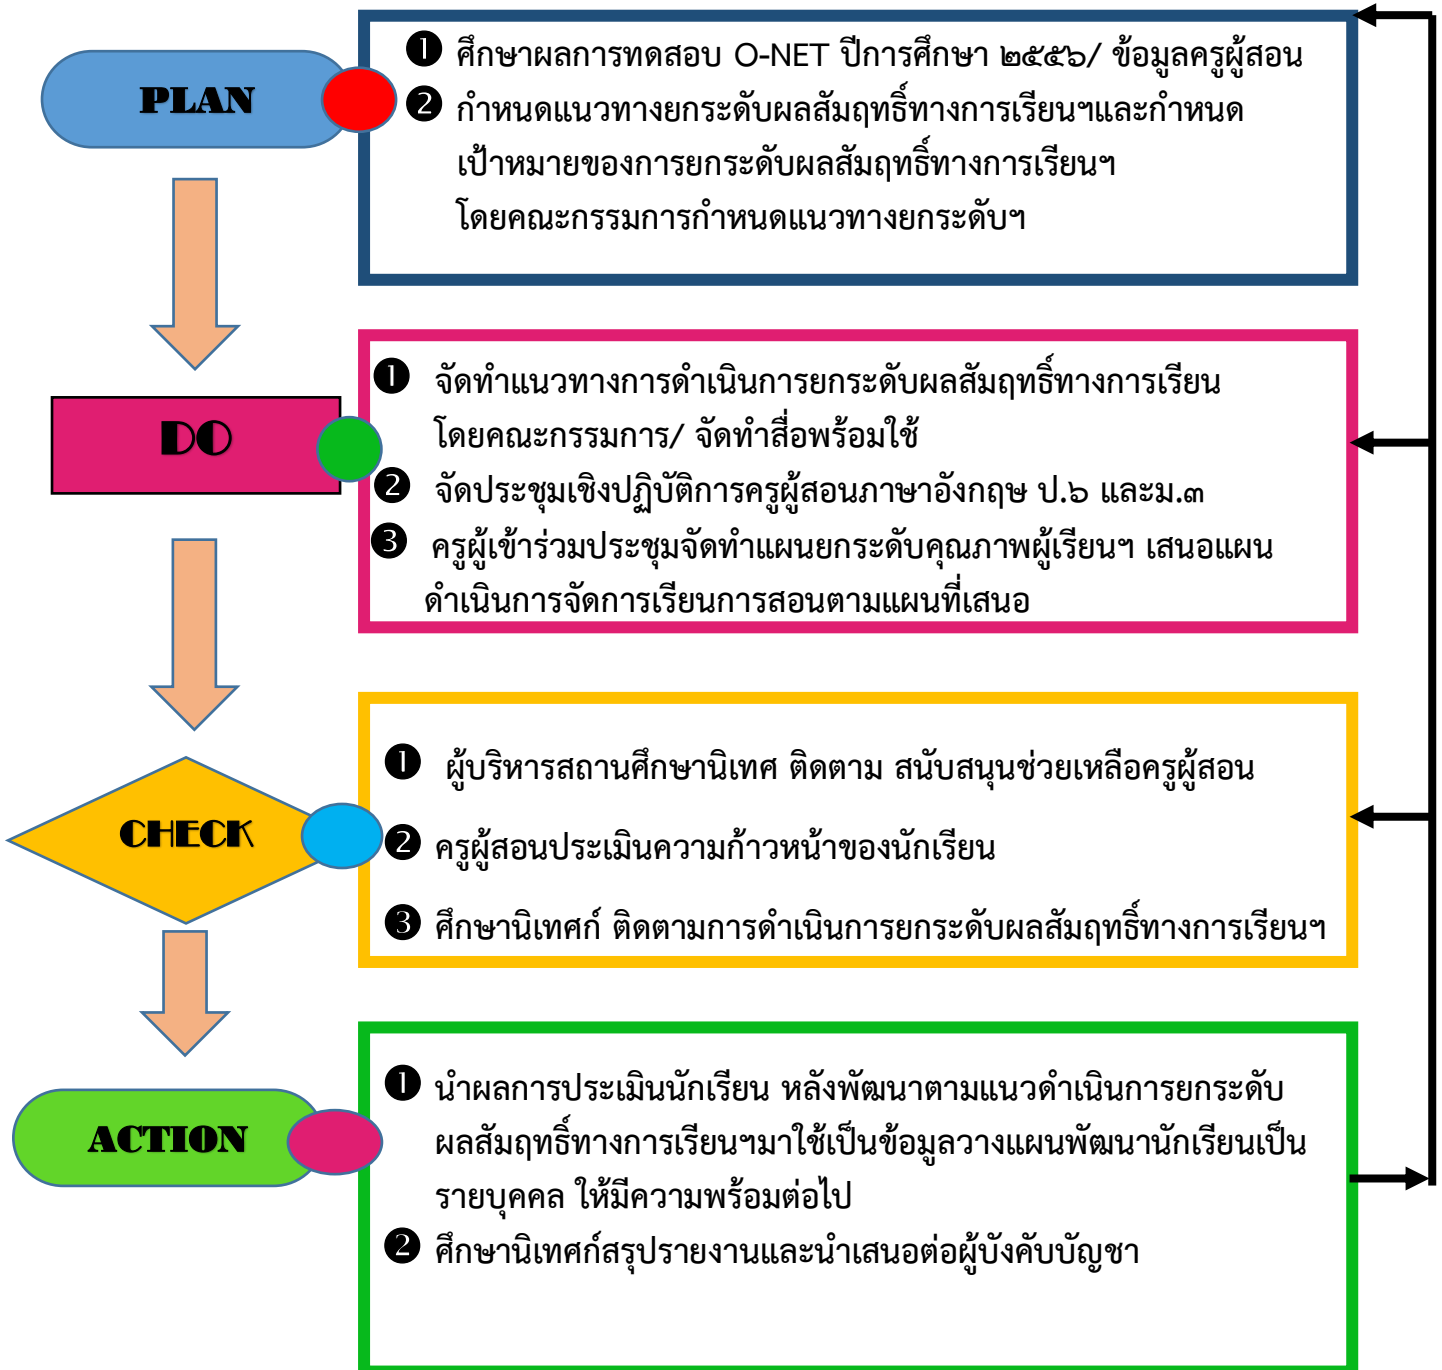 PLAN
❶ ศึกษาผลการทดสอบ O-NET ปีการศึกษา ๒๕๕๖/ ข้อมูลครูผู้สอน
❷ กำหนดแนวทางยกระดับผลสัมฤทธิ์ทางการเรียนฯและกำหนด
เป้าหมายของการยกระดับผลสัมฤทธิ์ทางการเรียนฯ
โดยคณะกรรมการกำหนดแนวทางยกระดับฯ
DO
❶ จัดทำแนวทางการดำเนินการยกระดับผลสัมฤทธิ์ทางการเรียน
โดยคณะกรรมการ/ จัดทำสื่อพร้อมใช้
❷ จัดประชุมเชิงปฏิบัติการครูผู้สอนภาษาอังกฤษ ป.๖ และม.๓
❸ ครูผู้เข้าร่วมประชุมจัดทำแผนยกระดับคุณภาพผู้เรียนฯ เสนอแผน
ดำเนินการจัดการเรียนการสอนตามแผนที่เสนอ
CHECK
❶ ผู้บริหารสถานศึกษานิเทศ ติดตาม สนับสนุนช่วยเหลือครูผู้สอน
❷ ครูผู้สอนประเมินความก้าวหน้าของนักเรียน
❸ ศึกษานิเทศก์ ติดตามการดำเนินการยกระดับผลสัมฤทธิ์ทางการเรียนฯ
ACTION
❶ นำผลการประเมินนักเรียน หลังพัฒนาตามแนวดำเนินการยกระดับ
ผลสัมฤทธิ์ทางการเรียนฯมาใช้เป็นข้อมูลวางแผนพัฒนานักเรียนเป็น
รายบุคคล ให้มีความพร้อมต่อไป
❷ ศึกษานิเทศก์สรุปรายงานและนำเสนอต่อผู้บังคับบัญชา